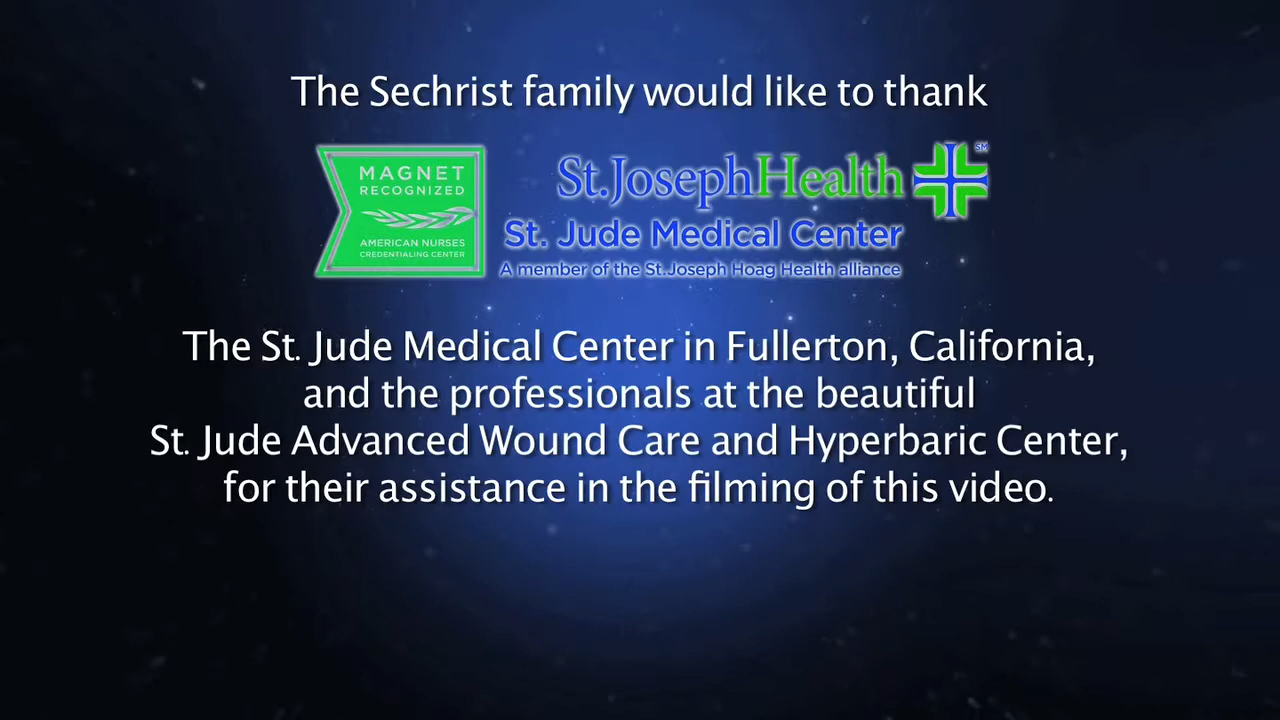 The Sechrist family would like to thank
MAGNET
RECOGNIZED
AMERICAN NURSES
CREDENTIALING CENTER
St.JosephHealth SM
St. Jude Medical Center
A member of the St.Joseph Hoag Health alliance
The St. Jude Medical Center in Fullerton, California,
and the professionals at the beautiful
St. Jude Advanced Wound Care and Hyperbaric Center,
for their assistance in the filming of this video.